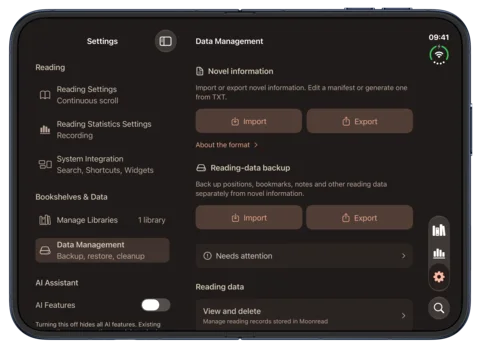 Settings
Reading
Reading Settings
Continuous scroll
Reading Statistics Settings
Recording
System Integration
Search, Shortcuts, Widgets
Bookshelves & Data
Manage Libraries 1 library
Data Management
Backup, restore, cleanup
AI Assistant
AI Features
Turning this off hides all AI features. Existing
Data Management
Novel information
Import or export novel information. Edit a manifest or generate one
from TXT.
Import Export
About the format
Reading-data backup
Back up positions, bookmarks, notes and other reading data
separately from novel information.
Import Export
Needs attention
Reading data
View and delete
Manage reading records stored in Moonread
09:41